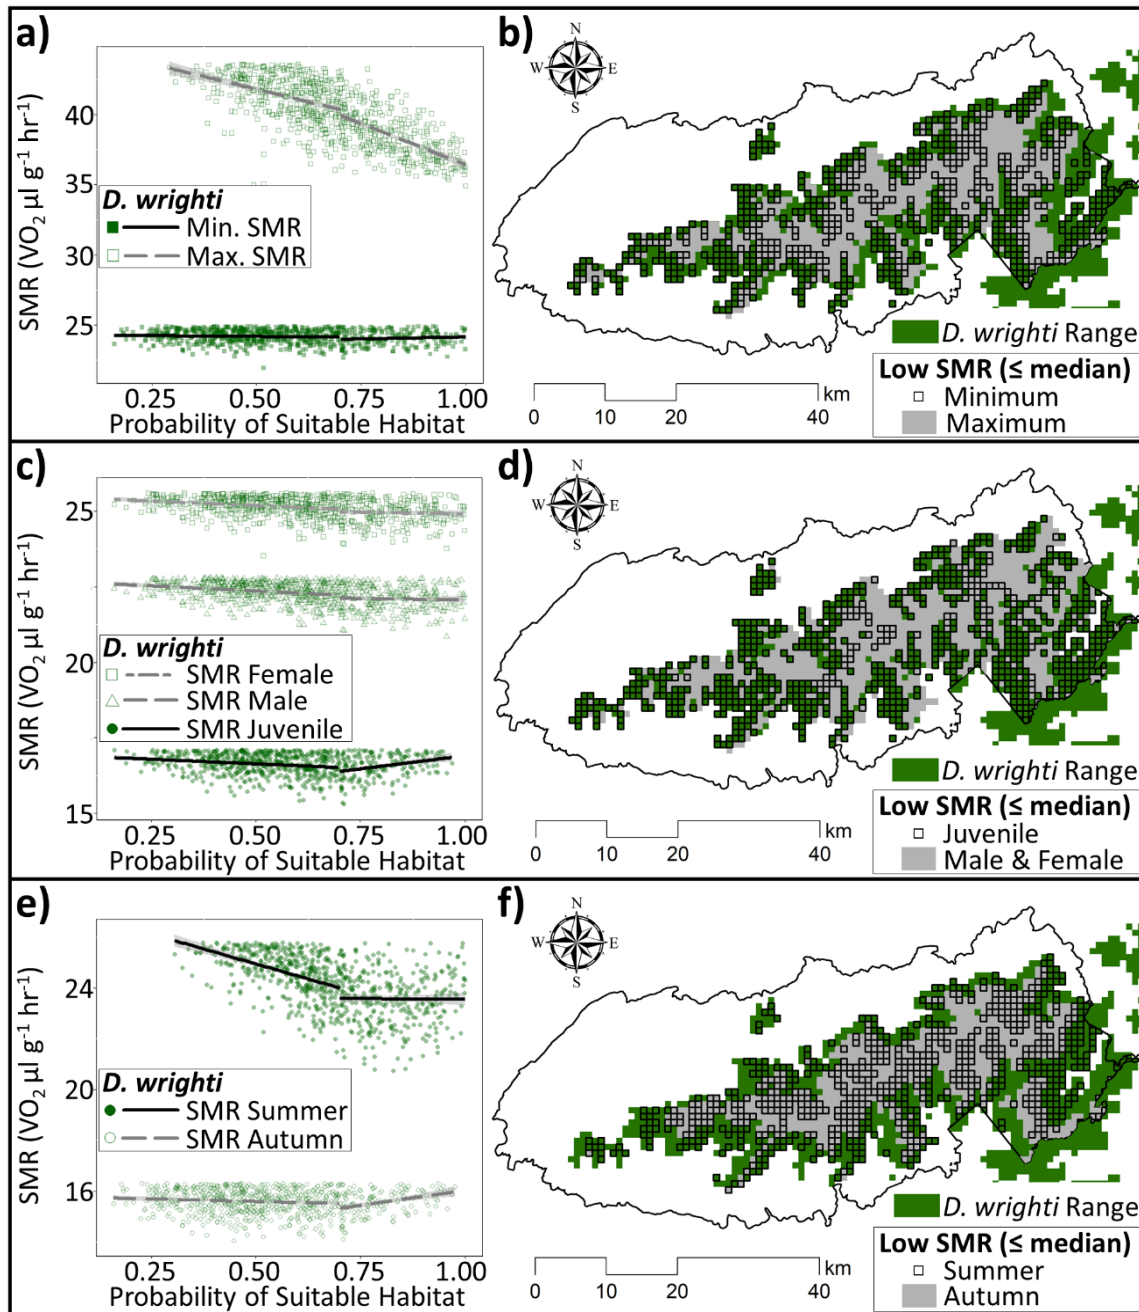 a)
SMR (VO₂ µl g⁻¹ hr⁻¹)
40
35
30
25
D. wrighti
Min. SMR
Max. SMR
0.25 0.50 0.75 1.00
Probability of Suitable Habitat
b)
N
W E
S
D. wrighti Range
Low SMR (≤ median)
Minimum
Maximum
km
0 10 20 40
c)
SMR (VO₂ µl g⁻¹ hr⁻¹)
25
20
15
D. wrighti
SMR Female
SMR Male
SMR Juvenile
0.25 0.50 0.75 1.00
Probability of Suitable Habitat
d)
N
W E
S
D. wrighti Range
Low SMR (≤ median)
Juvenile
Male & Female
km
0 10 20 40
e)
SMR (VO₂ µl g⁻¹ hr⁻¹)
24
20
16
D. wrighti
SMR Summer
SMR Autumn
0.25 0.50 0.75 1.00
Probability of Suitable Habitat
f)
N
W E
S
D. wrighti Range
Low SMR (≤ median)
Summer
Autumn
km
0 10 20 40